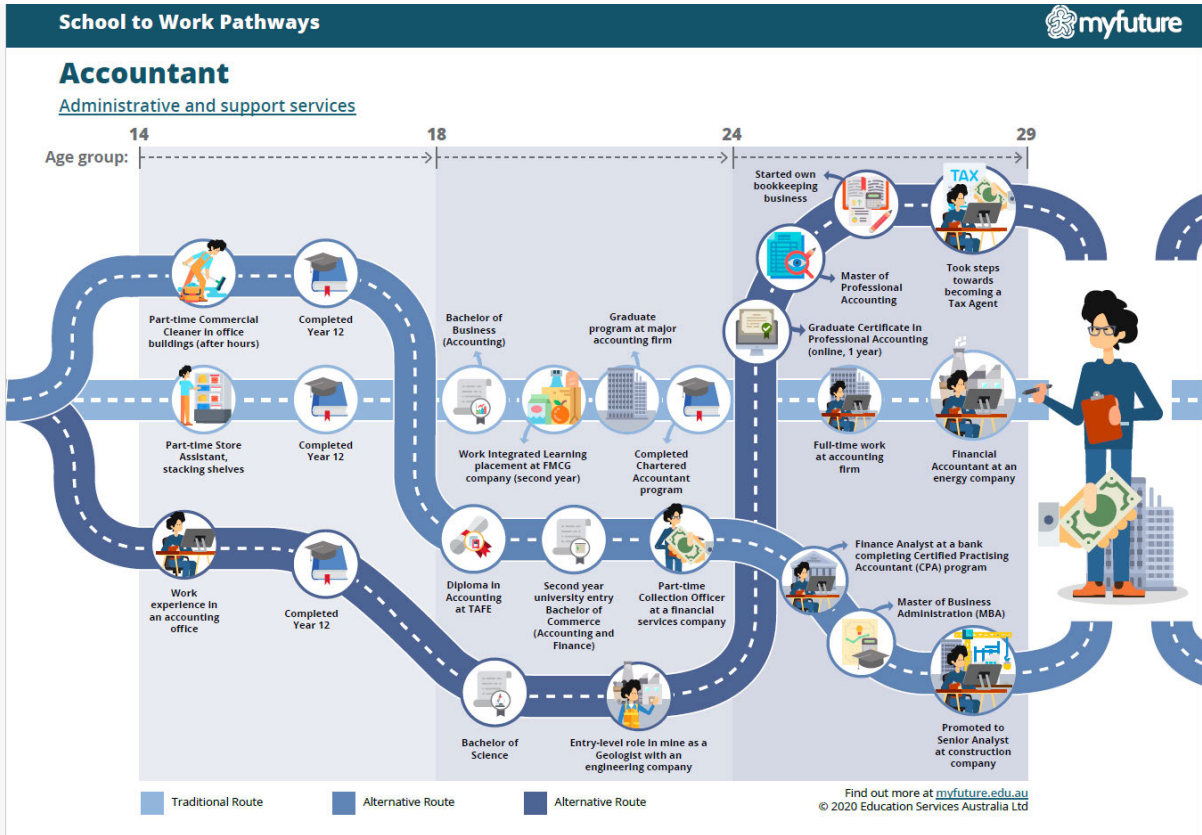 School to Work Pathways
myfuture
Accountant
Administrative and support services
14
18
24
29
Age group:
Started own
bookkeeping
business
TAX
Master of
Professional
Accounting
Took steps
towards
becoming a
Tax Agent
Part-time Commercial
Cleaner in office
buildings (after hours)
Completed
Year 12
Bachelor of
Business
(Accounting)
Graduate
program at major
accounting firm
Graduate Certificate In
Professional Accounting
(online, 1 year)
Part-time Store
Assistant,
stacking shelves
Completed
Year 12
Work Integrated Learning
placement at FMCG
company (second year)
Completed
Chartered
Accountant
program
Full-time work
at accounting
firm
Financial
Accountant at an
energy company
Work
experience in
an accounting
office
Completed
Year 12
Diploma in
Accounting
at TAFE
Second year
university entry
Bachelor of
Commerce
(Accounting and
Finance)
Part-time
Collection Officer
at a financial
services company
Finance Analyst at a bank
completing Certified Practising
Accountant (CPA) program
Master of Business
Administration (MBA)
Bachelor of
Science
Entry-level role in mine as a
Geologist with an
engineering company
Promoted to
Senior Analyst
at construction
company
Traditional Route
Alternative Route
Alternative Route
Find out more at myfuture.edu.au
© 2020 Education Services Australia Ltd